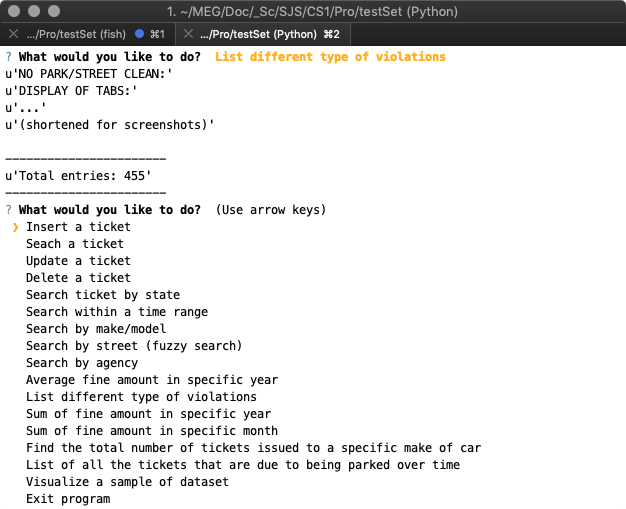 1. ~/MEG/Doc/_Sc/SJS/CS1/Pro/testSet (Python)
.../Pro/testSet (fish) ⌘1 .../Pro/testSet (Python) ⌘2
? What would you like to do? List different type of violations
u'NO PARK/STREET CLEAN:'
u'DISPLAY OF TABS:'
u'...'
u'(shortened for screenshots)'
-----------------------
u'Total entries: 455'
-----------------------
? What would you like to do? (Use arrow keys)
❯ Insert a ticket
Seach a ticket
Update a ticket
Delete a ticket
Search ticket by state
Search within a time range
Search by make/model
Search by street (fuzzy search)
Search by agency
Average fine amount in specific year
List different type of violations
Sum of fine amount in specific year
Sum of fine amount in specific month
Find the total number of tickets issued to a specific make of car
List of all the tickets that are due to being parked over time
Visualize a sample of dataset
Exit program